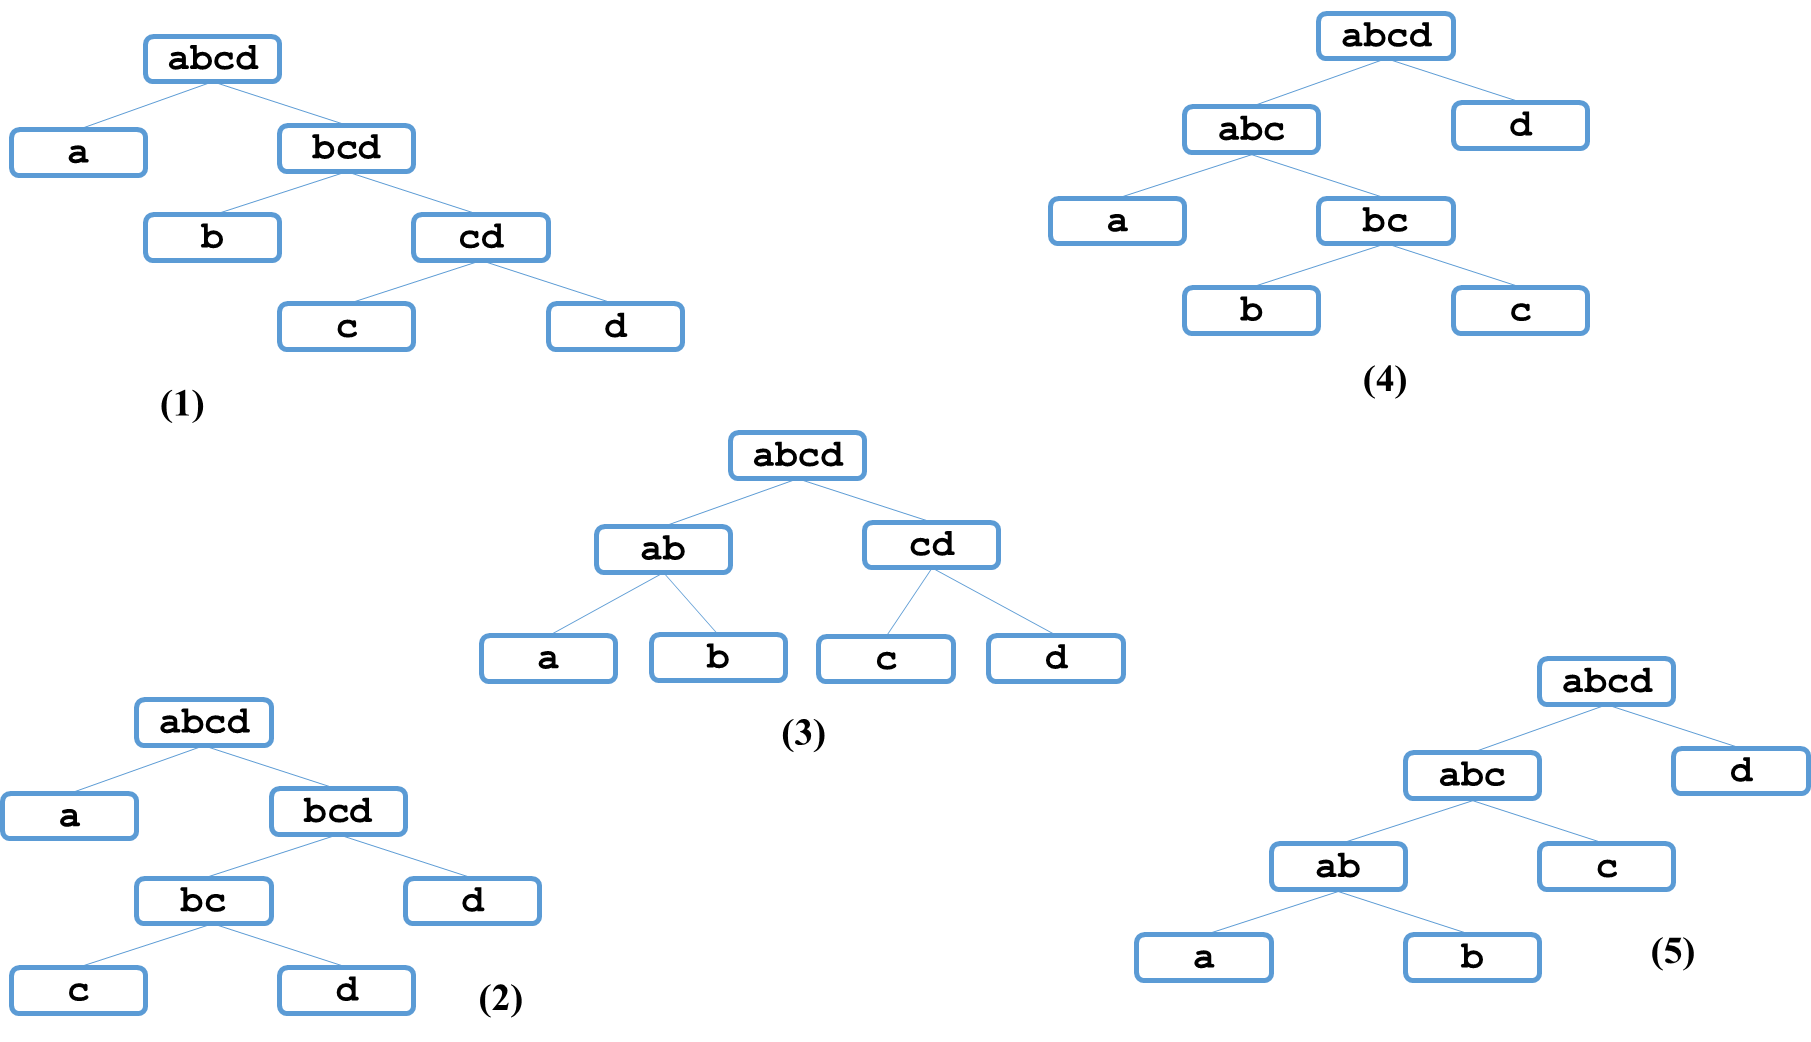 abcd
a bcd
b cd
c d
(1)
abcd
abc d
a bc
b c
(4)
abcd
ab cd
a b c d
(3)
abcd
a bcd
bc d
c d
(2)
abcd
abc d
ab c
a b
(5)